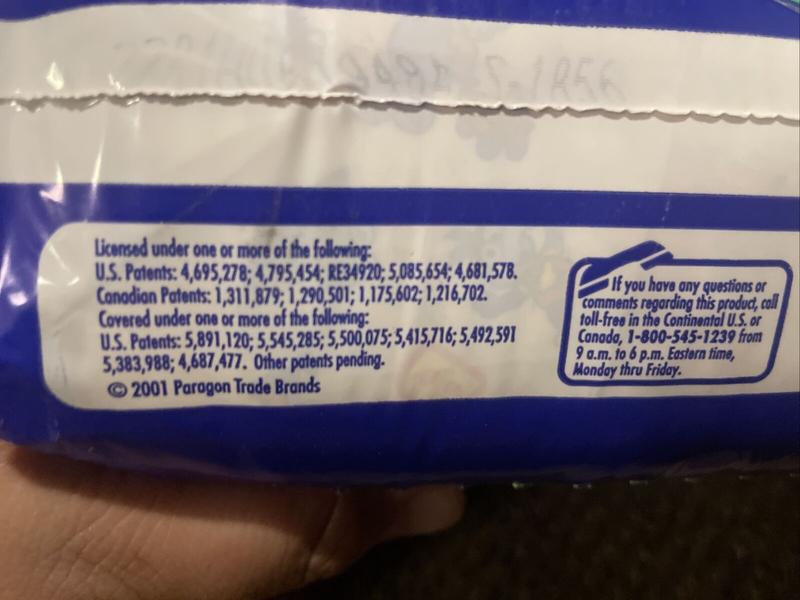 Licensed under one or more of the following:
U.S. Patents: 4,695,278; 4,795,454; RE34920; 5,085,654; 4,681,578.
Canadian Patents: 1,311,879; 1,290,501; 1,175,602; 1,216,702.
Covered under one or more of the following:
U.S. Patents: 5,891,120; 5,545,285; 5,500,075; 5,415,716; 5,492,591
5,383,988; 4,687,477. Other patents pending.
© 2001 Paragon Trade Brands
If you have any questions or
comments regarding this product, call
toll-free in the Continental U.S. or
Canada, 1-800-545-1239 from
9 a.m. to 6 p.m. Eastern time,
Monday thru Friday.